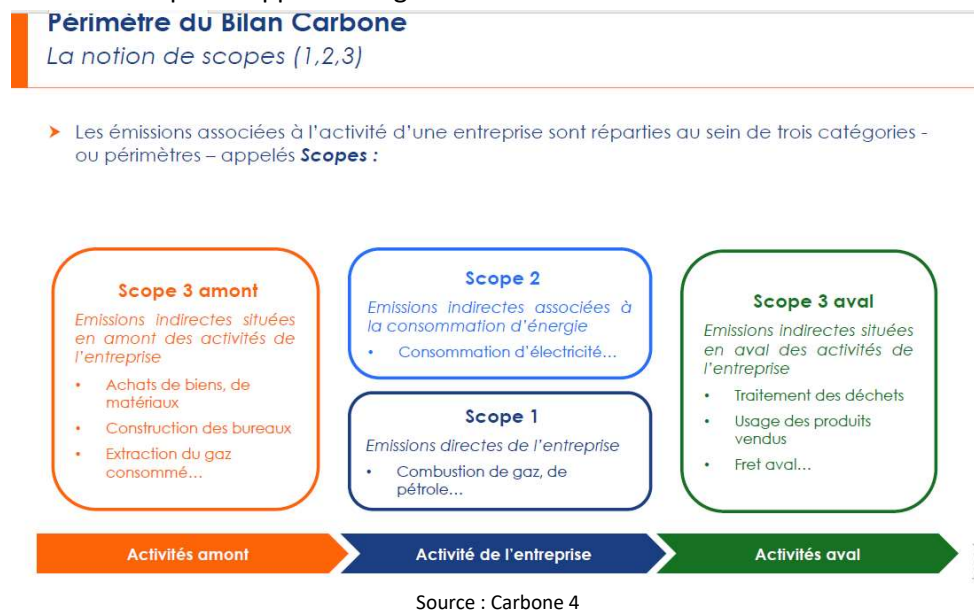 Périmètre du Bilan Carbone
La notion de scopes (1,2,3)
➤ Les émissions associées à l'activité d'une entreprise sont réparties au sein de trois catégories -
ou périmètres – appelés Scopes :
Scope 3 amont
Emissions indirectes situées
en amont des activités de
l'entreprise
• Achats de biens, de
matériaux
• Construction des bureaux
• Extraction du gaz
consommé…
Scope 2
Emissions indirectes associées à
la consommation d'énergie
• Consommation d'électricité…
Scope 1
Emissions directes de l'entreprise
• Combustion de gaz, de
pétrole…
Scope 3 aval
Emissions indirectes situées
en aval des activités de
l'entreprise
• Traitement des déchets
• Usage des produits
vendus
• Fret aval…
Activités amont
Activité de l'entreprise
Activités aval
Source : Carbone 4